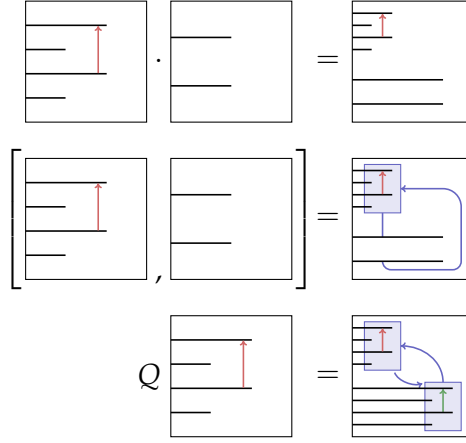 · =
[ , ] =
Q =